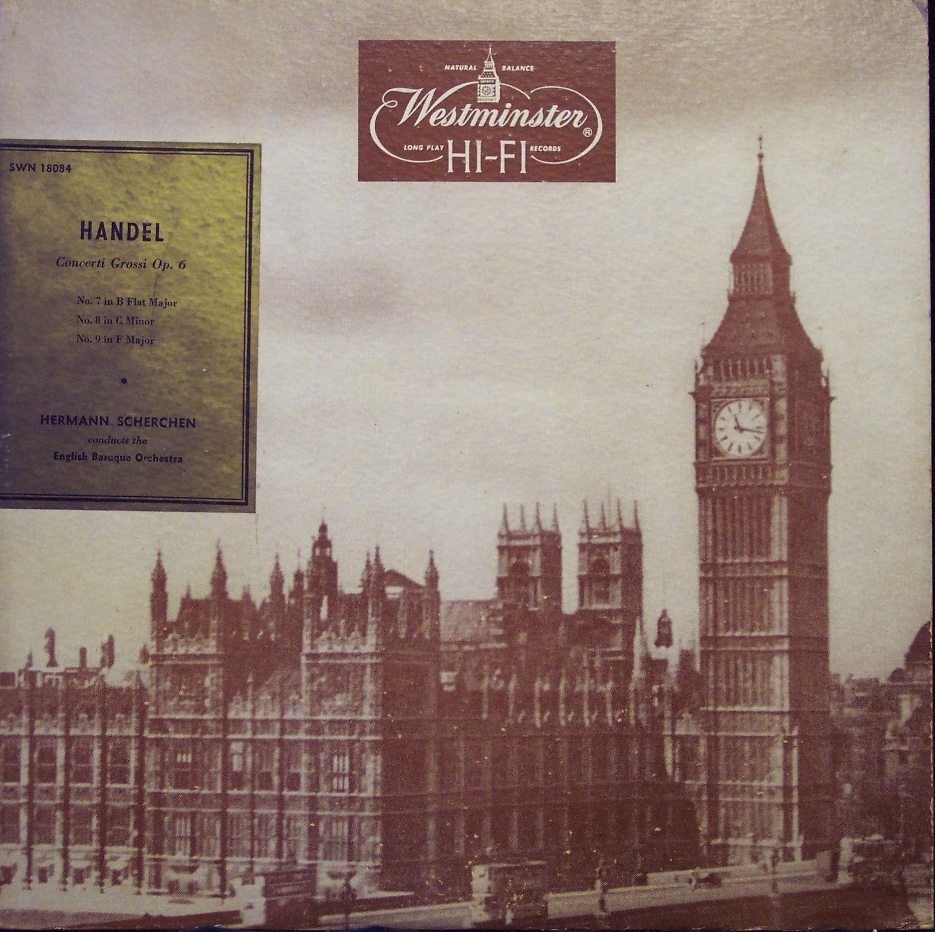 NATURAL BALANCE
Westminster®
LONG PLAY HI-FI RECORDS
SWN 18084
HANDEL
Concerti Grossi Op. 6
No. 7 in B Flat Major
No. 8 in C Minor
No. 9 in F Major
•
HERMANN SCHERCHEN
conducts the
English Baroque Orchestra